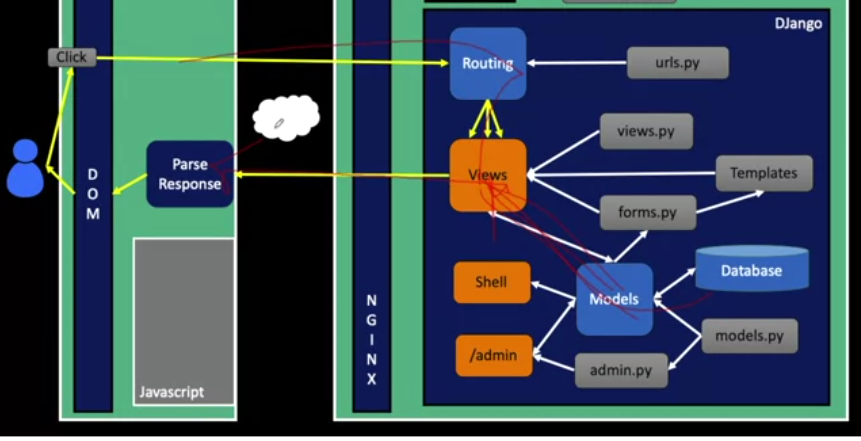 DJango
Click
Routing
urls.py
views.py
Parse
Response
D
O
M
Views
Templates
forms.py
Shell
Models
Database
N
G
I
N
X
/admin
admin.py
models.py
Javascript